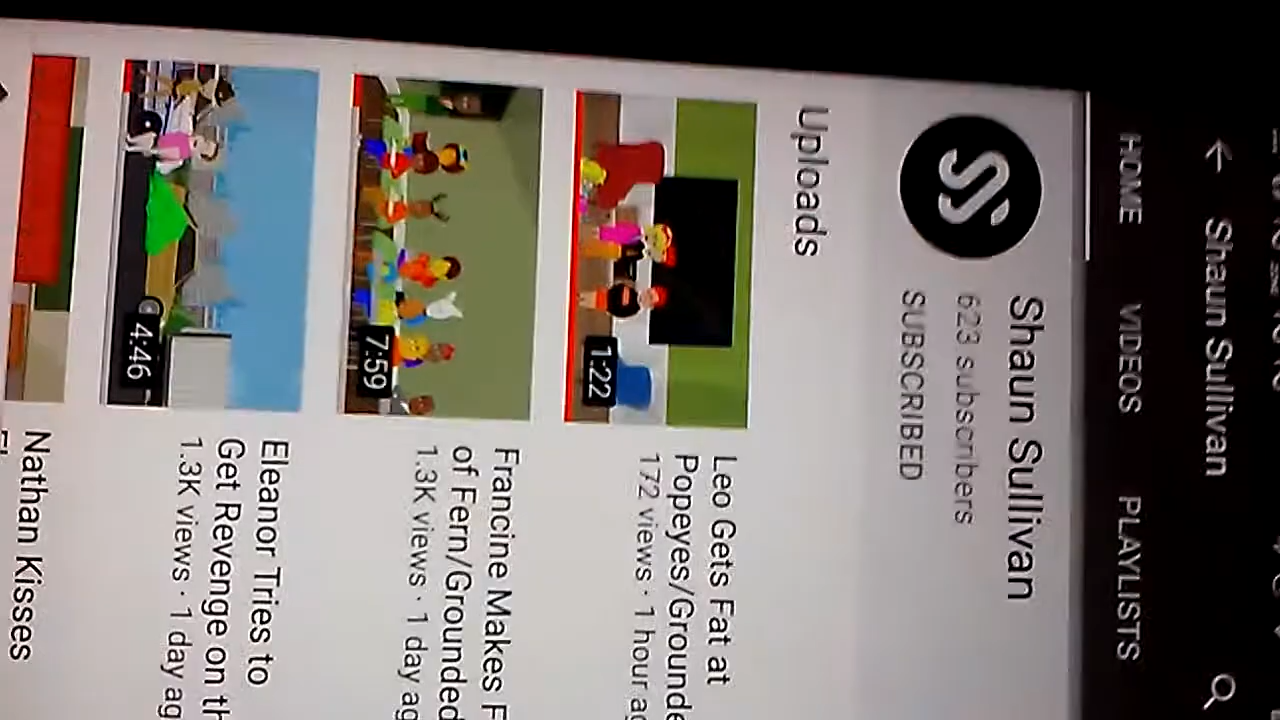 Shaun Sullivan
HOME VIDEOS PLAYLISTS
Shaun Sullivan
623 subscribers
SUBSCRIBED
Uploads
1:22
Leo Gets Fat at
Popeyes/Grounde
172 views · 1 hour ag
7:59
Francine Makes F
of Fern/Grounded
1.3K views · 1 day ag
4:46
Eleanor Tries to
Get Revenge on th
1.3K views · 1 day ag
Nathan Kisses